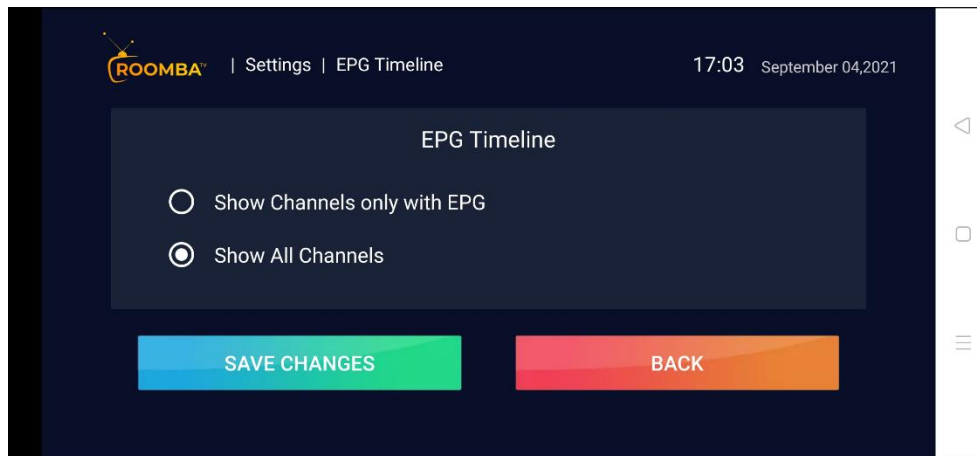 ROOMBA TV | Settings | EPG Timeline
17:03 September 04,2021
EPG Timeline
Show Channels only with EPG
Show All Channels
SAVE CHANGES
BACK